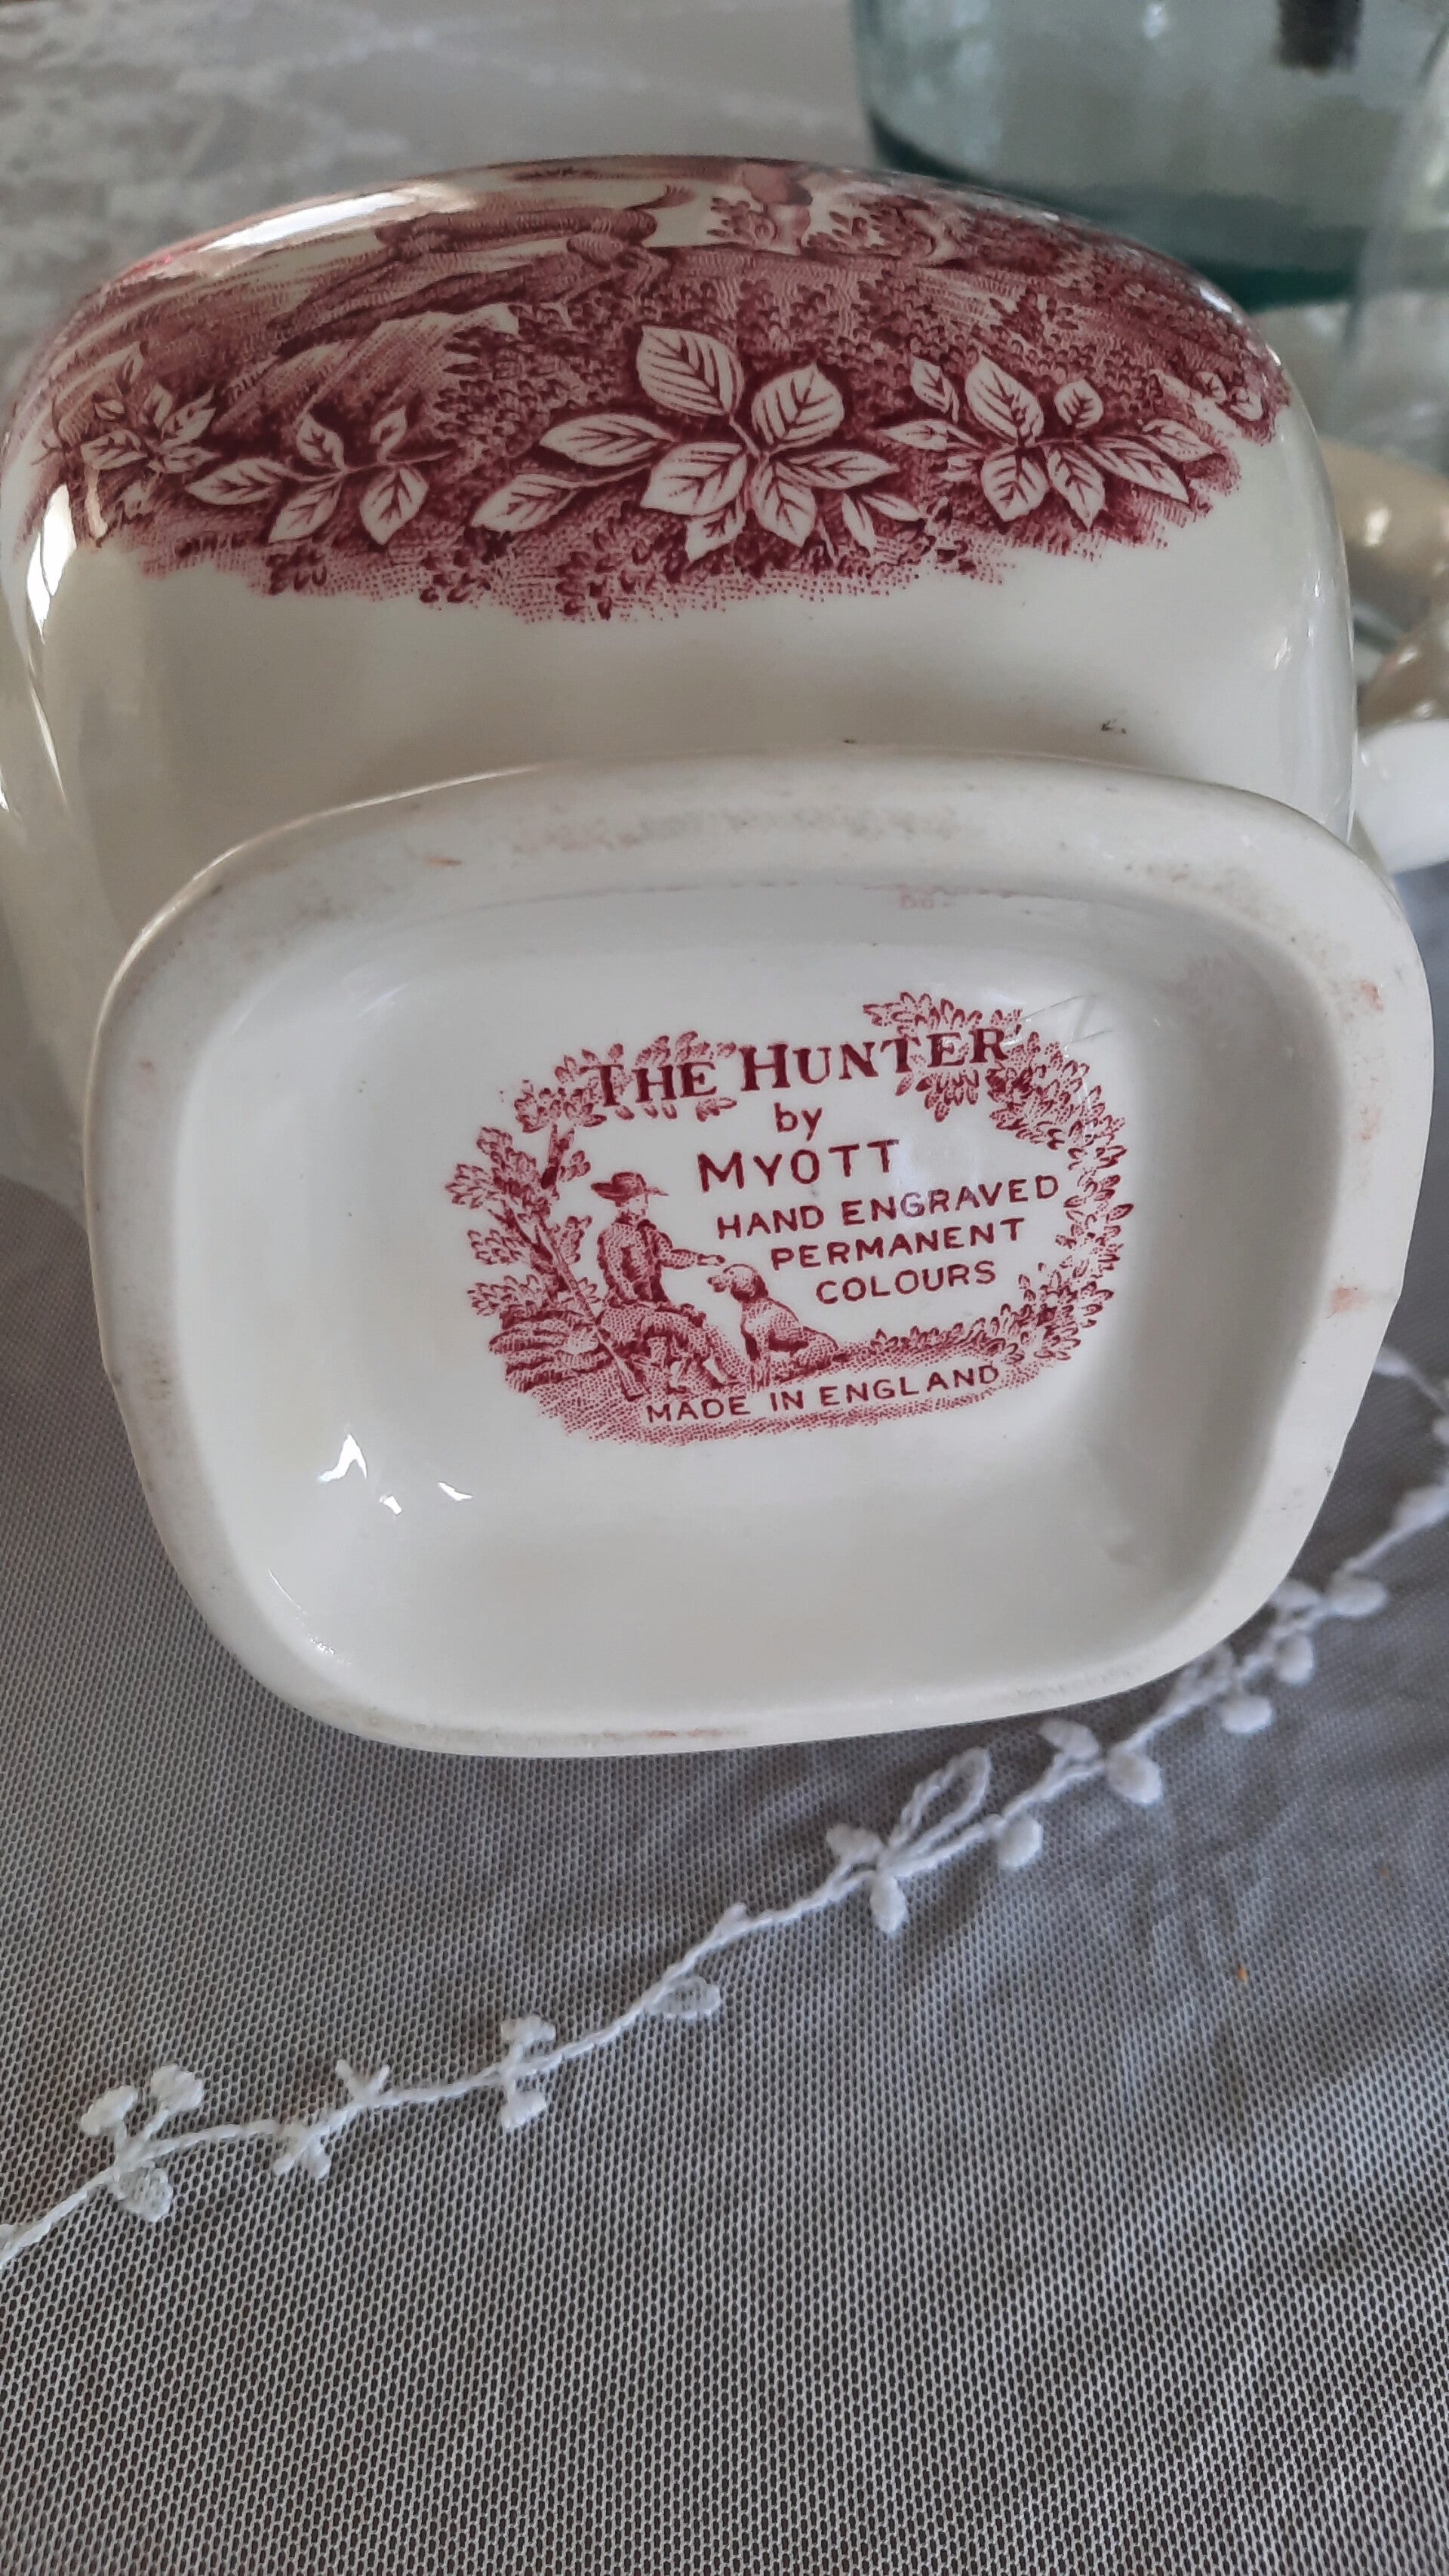 THE HUNTER
by
MYOTT
HAND ENGRAVED
PERMANENT
COLOURS
MADE IN ENGLAND